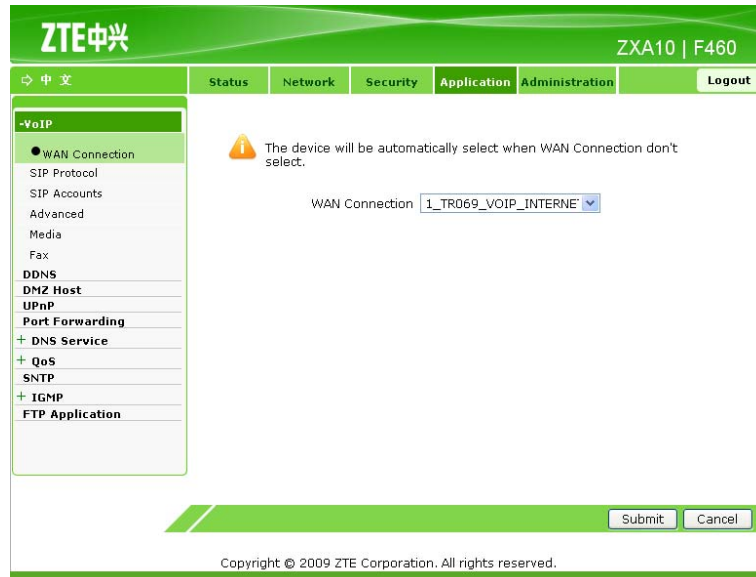 ZTE中兴
ZXA10 | F460
中 文
Status Network Security Application Administration Logout
-VoIP
WAN Connection
SIP Protocol
SIP Accounts
Advanced
Media
Fax
DDNS
DMZ Host
UPnP
Port Forwarding
+ DNS Service
+ QoS
SNTP
+ IGMP
FTP Application
The device will be automatically select when WAN Connection don't
select.
WAN Connection 1_TR069_VOIP_INTERNE
Submit Cancel
Copyright © 2009 ZTE Corporation. All rights reserved.